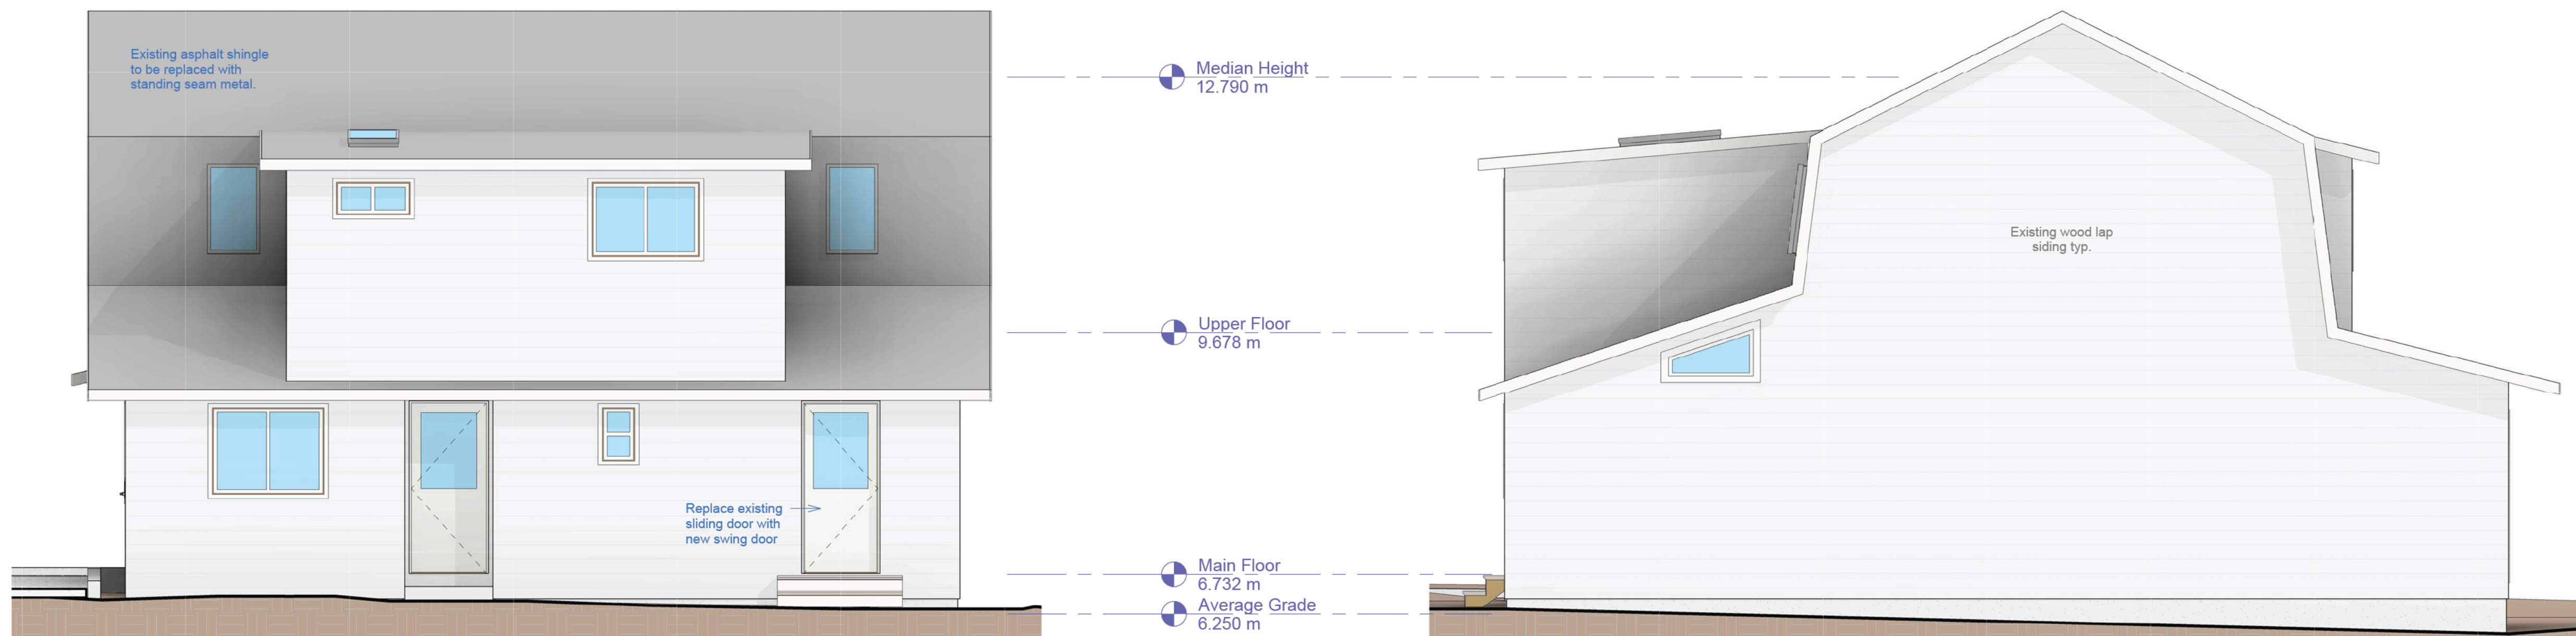 Existing asphalt shingle
to be replaced with
standing seam metal.
Replace existing
sliding door with
new swing door
Median Height
12.790 m
Upper Floor
9.678 m
Main Floor
6.732 m
Average Grade
6.250 m
Existing wood lap
siding typ.